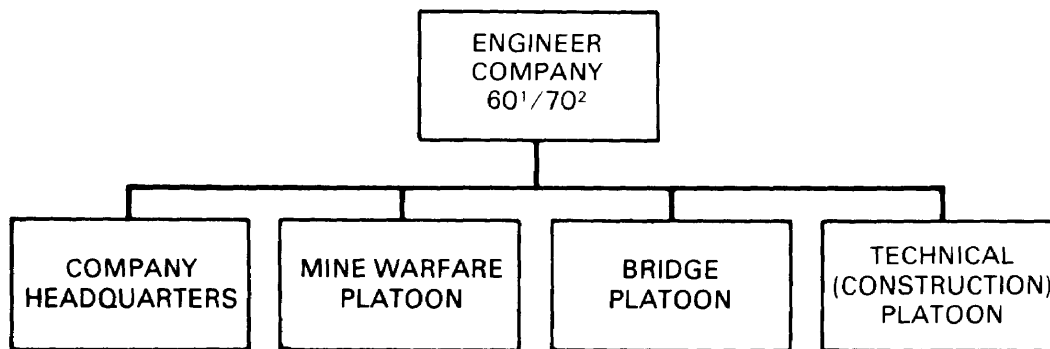 ENGINEER
COMPANY
60¹/70²
COMPANY
HEADQUARTERS
MINE WARFARE
PLATOON
BRIDGE
PLATOON
TECHNICAL
(CONSTRUCTION)
PLATOON